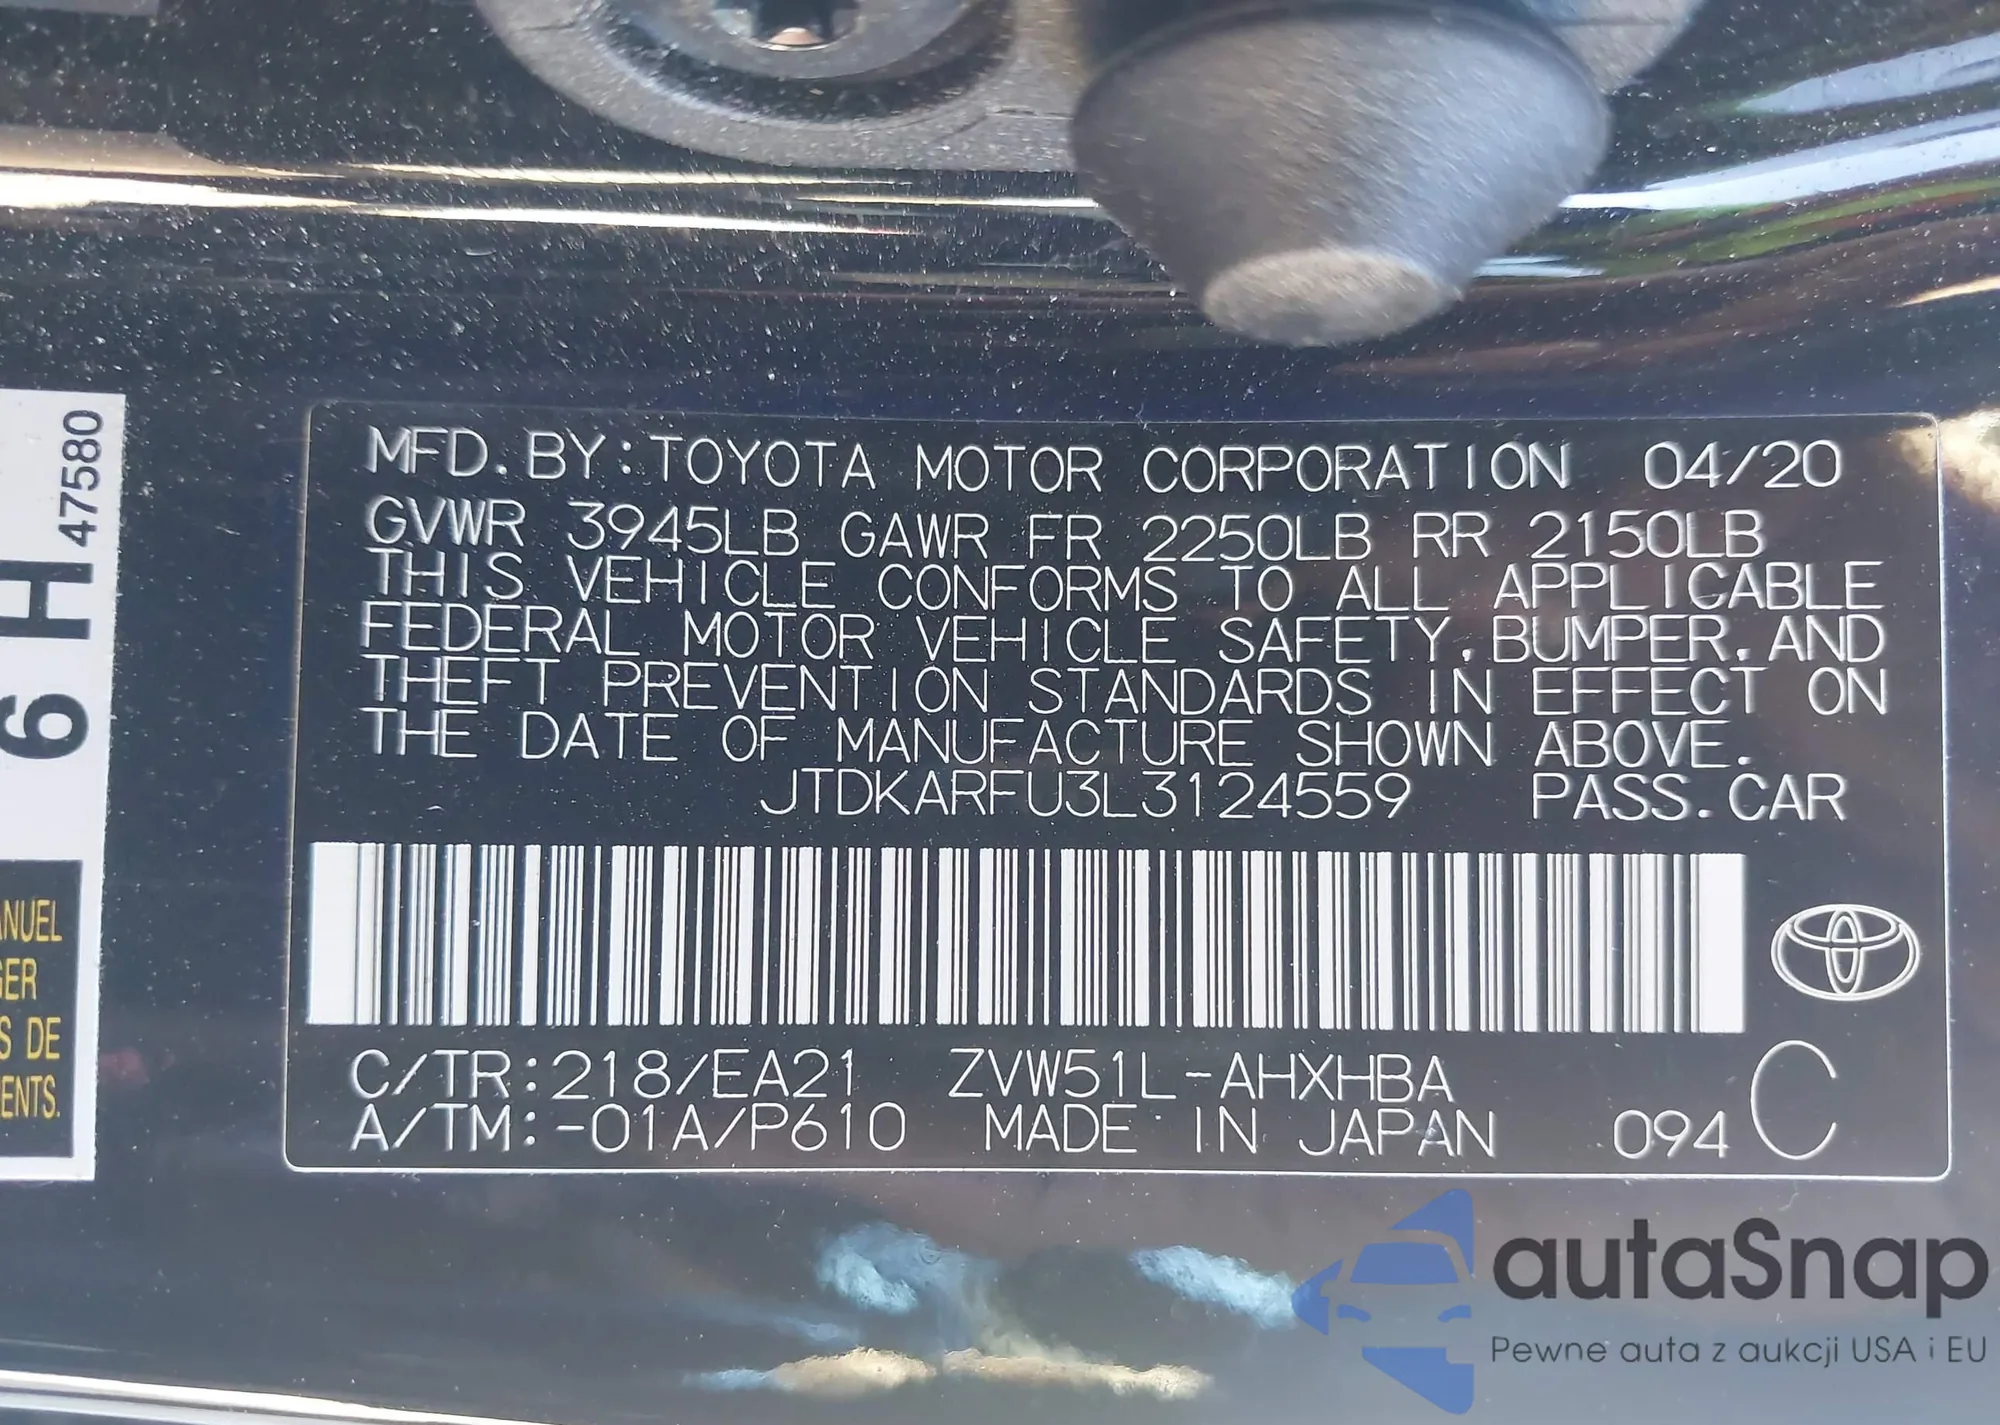 MFD. BY: TOYOTA MOTOR CORPORATION 04/20
GVWR 3945LB GAWR FR 2250LB RR 2150LB
THIS VEHICLE CONFORMS TO ALL APPLICABLE
FEDERAL MOTOR VEHICLE SAFETY, BUMPER, AND
THEFT PREVENTION STANDARDS IN EFFECT ON
THE DATE OF MANUFACTURE SHOWN ABOVE.
JTDKARFU3L3124559 PASS. CAR
C/TR: 218/EA21 ZVW51L-AHXHBA
A/TM: -01A/P610 MADE IN JAPAN 094 C
6 H 47580
ANUEL
GER
S DE
ENTS.
autaSnap
Pewne auta z aukcji USA i EU